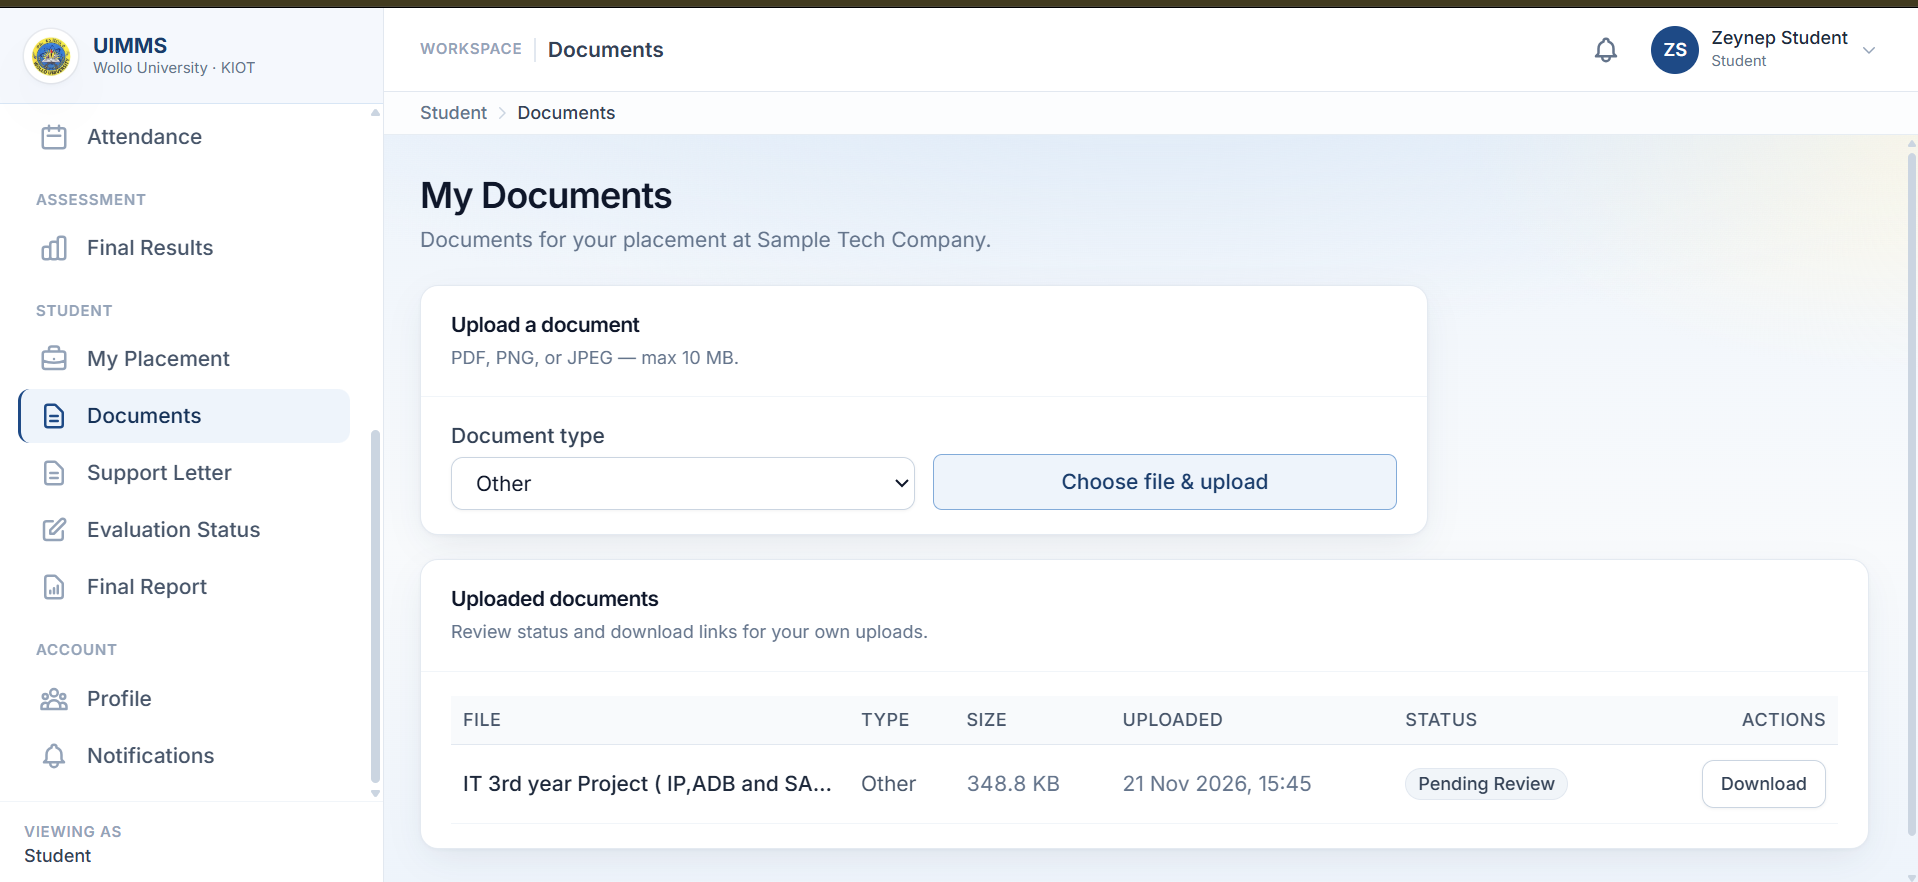 UIMMS
Wollo University · KIOT
Attendance
ASSESSMENT
Final Results
STUDENT
My Placement
Documents
Support Letter
Evaluation Status
Final Report
ACCOUNT
Profile
Notifications
VIEWING AS
Student
WORKSPACE
Documents
ZS
Zeynep Student
Student
Student > Documents
My Documents
Documents for your placement at Sample Tech Company.
Upload a document
PDF, PNG, or JPEG — max 10 MB.
Document type
Other
Choose file & upload
Uploaded documents
Review status and download links for your own uploads.
FILE TYPE SIZE UPLOADED STATUS ACTIONS
IT 3rd year Project ( IP,ADB and SA... Other 348.8 KB 21 Nov 2026, 15:45 Pending Review Download